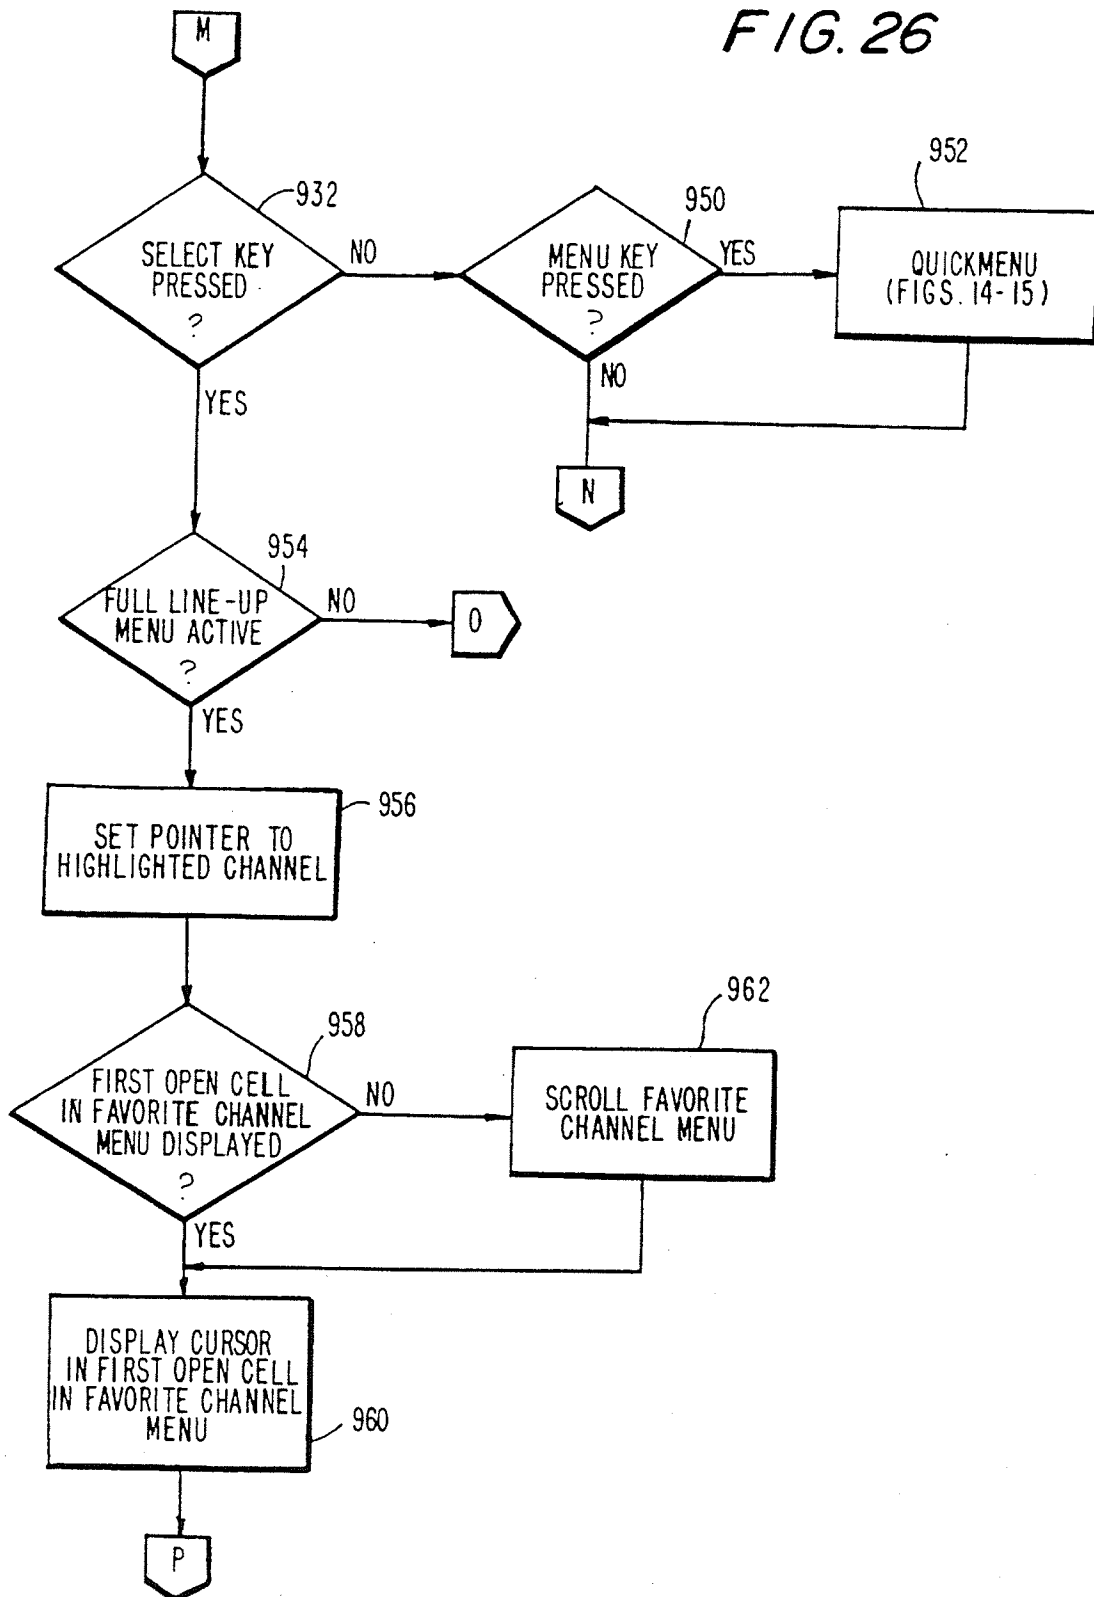 FIG. 26
M
932
SELECT KEY
PRESSED
?
NO
YES
950
MENU KEY
PRESSED
?
YES
NO
952
QUICKMENU
(FIGS. 14-15)
N
954
FULL LINE-UP
MENU ACTIVE
?
NO
YES
O
956
SET POINTER TO
HIGHLIGHTED CHANNEL
958
FIRST OPEN CELL
IN FAVORITE CHANNEL
MENU DISPLAYED
?
NO
YES
962
SCROLL FAVORITE
CHANNEL MENU
DISPLAY CURSOR
IN FIRST OPEN CELL
IN FAVORITE CHANNEL
MENU
960
P